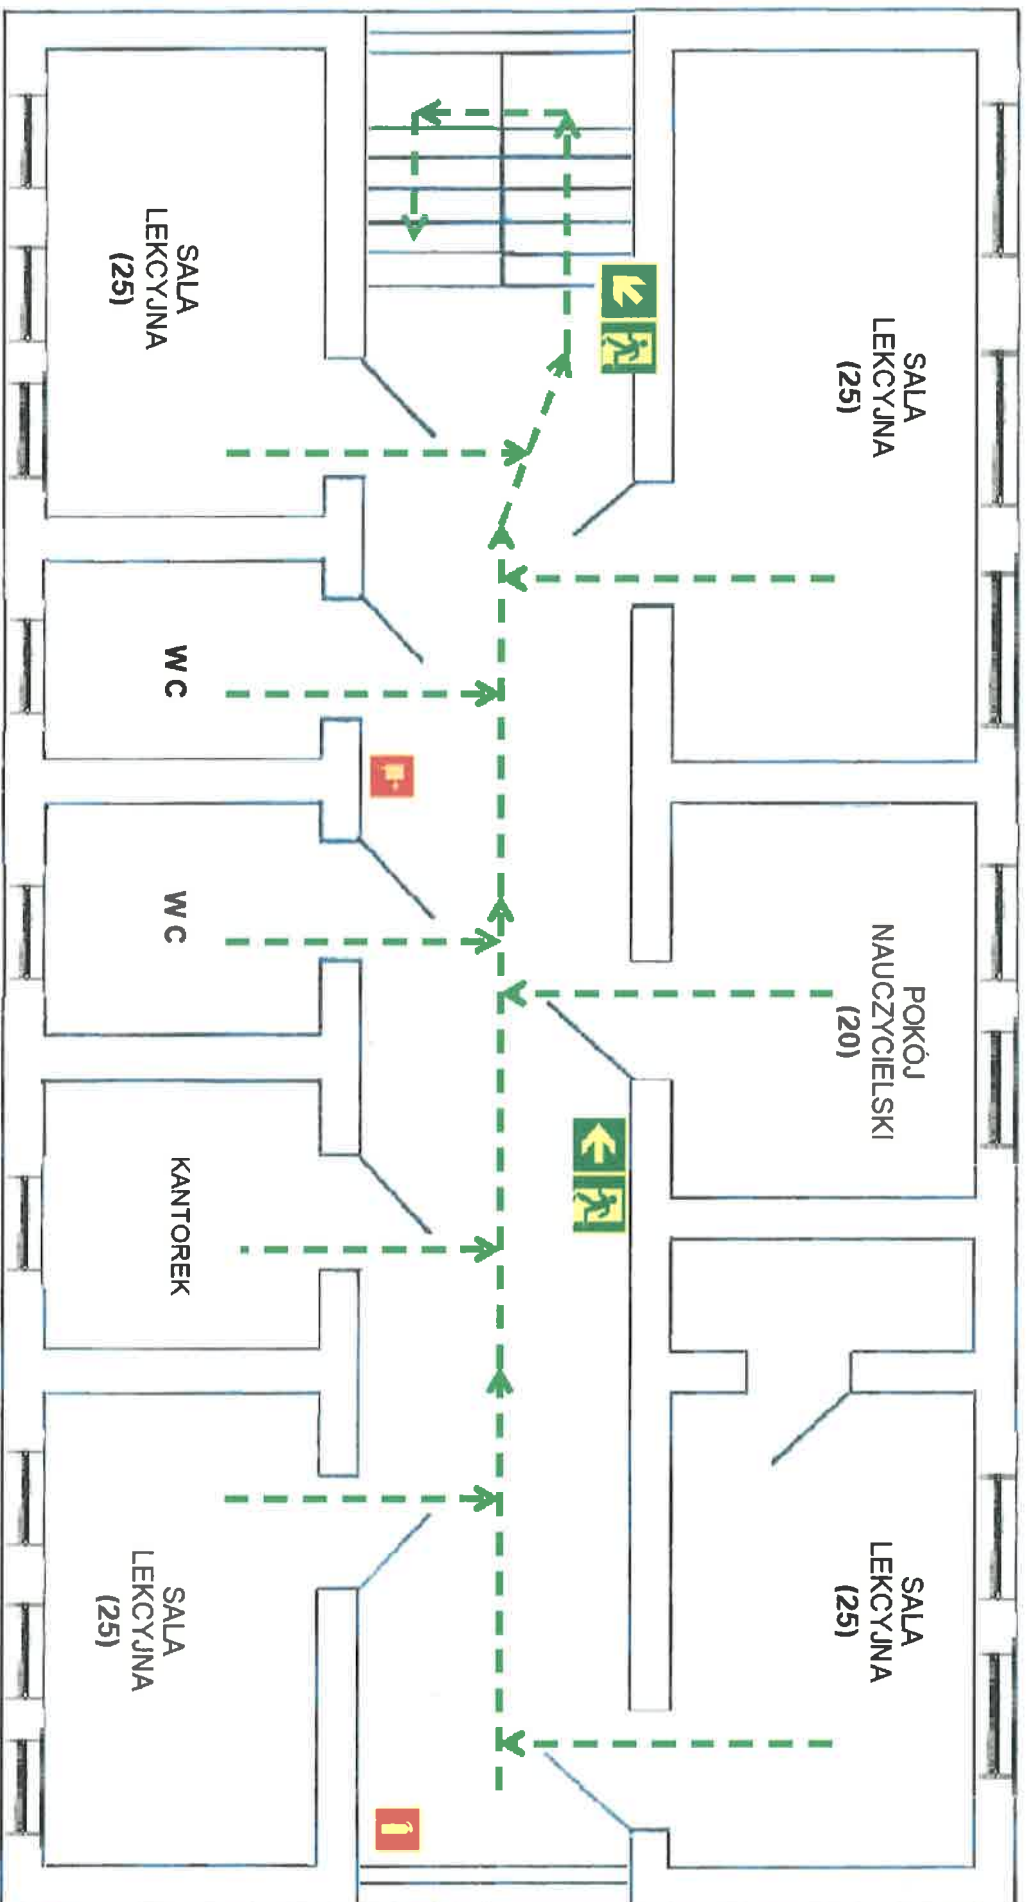 SALA
LEKCYJNA
(25)
POKÓJ
NAUCZYCIELSKI
(20)
SALA
LEKCYJNA
(25)
SALA
LEKCYJNA
(25)
WC
WC
KANTOREK
SALA
LEKCYJNA
(25)